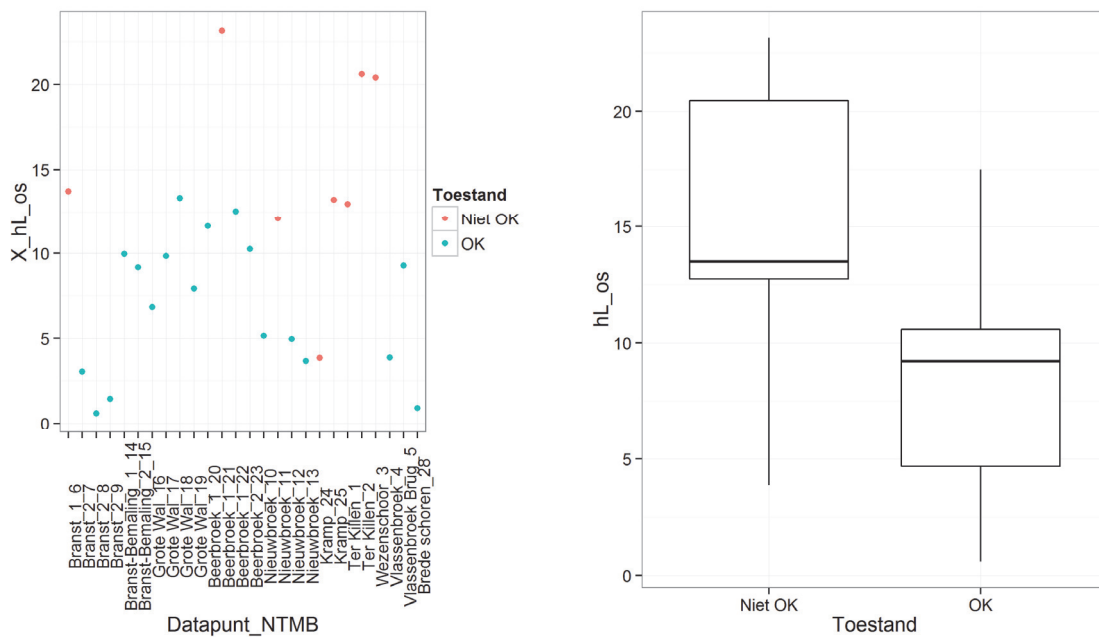 X_hL_os
20
15
10
5
0
Branst_1_6
Branst_2_7
Branst_2_8
Branst_2_9
Branst-Bemaling_1_14
Branst-Bemaling_2_15
Grote Wal_16
Grote Wal_17
Grote Wal_18
Grote Wal_19
Beerbroek_1_20
Beerbroek_1_21
Beerbroek_1_22
Beerbroek_2_23
Nieuwbroek_10
Nieuwbroek_11
Nieuwbroek_12
Nieuwbroek_13
Kramp_24
Kramp_25
Ter Killen_1
Ter Killen_2
Wezenschoor_3
Vlassenbroek_4
Vlassenbroek Brug_5
Brede schoren_28
Datapunt_NTMB
Toestand
Niet OK
OK
hL_os
20
15
10
5
0
Niet OK
OK
Toestand